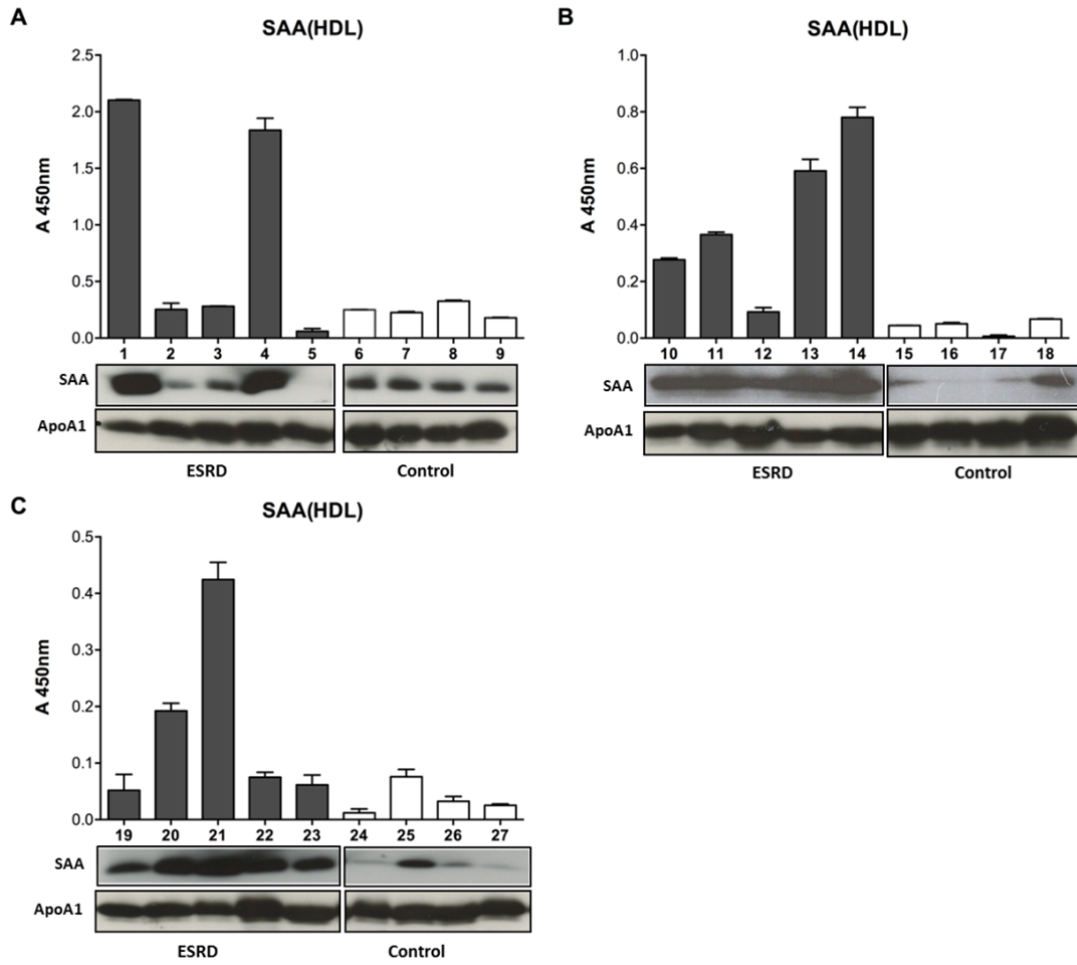 A
SAA(HDL)
2.5
2.0
1.5
1.0
0.5
0.0
A 450nm
1 2 3 4 5 6 7 8 9
SAA
ApoA1
ESRD Control
B
SAA(HDL)
1.0
0.8
0.6
0.4
0.2
0.0
A 450nm
10 11 12 13 14 15 16 17 18
SAA
ApoA1
ESRD Control
C
SAA(HDL)
0.5
0.4
0.3
0.2
0.1
0.0
A 450nm
19 20 21 22 23 24 25 26 27
SAA
ApoA1
ESRD Control